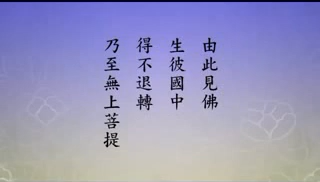 由此見佛
生彼國中
得不退轉
乃至無上菩提